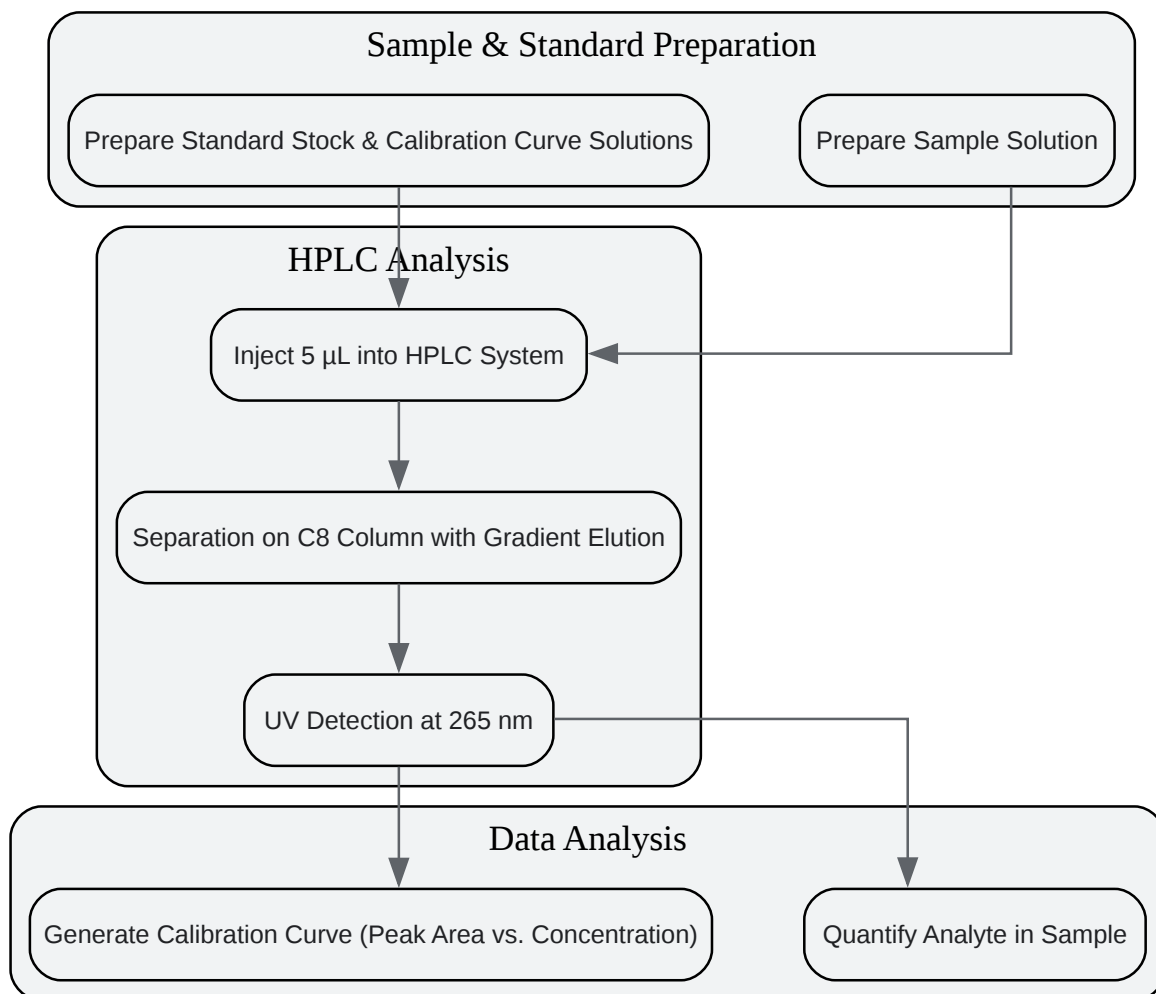 Sample & Standard Preparation
Prepare Standard Stock & Calibration Curve Solutions
Prepare Sample Solution
HPLC Analysis
Inject 5 µL into HPLC System
Separation on C8 Column with Gradient Elution
UV Detection at 265 nm
Data Analysis
Generate Calibration Curve (Peak Area vs. Concentration)
Quantify Analyte in Sample